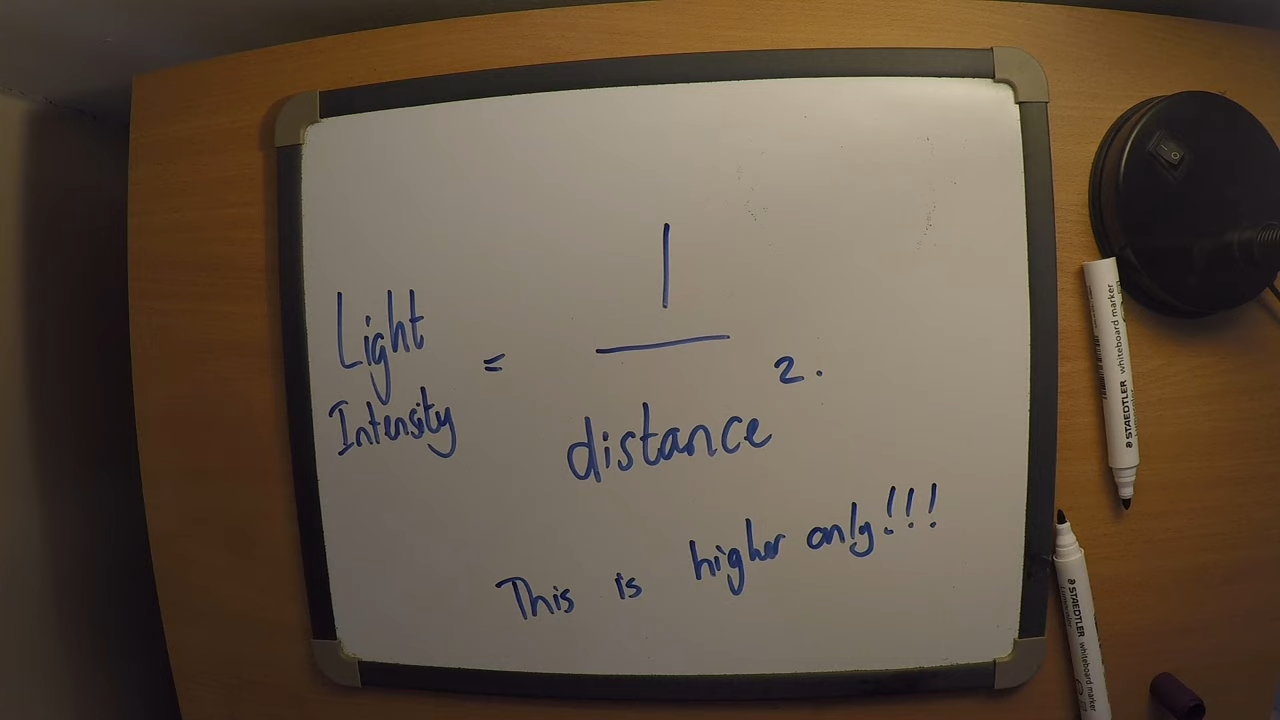 Light Intensity = 1 / distance 2.
This is higher only!!!
STAEDTLER whiteboard marker
STAEDTLER whiteboard marker